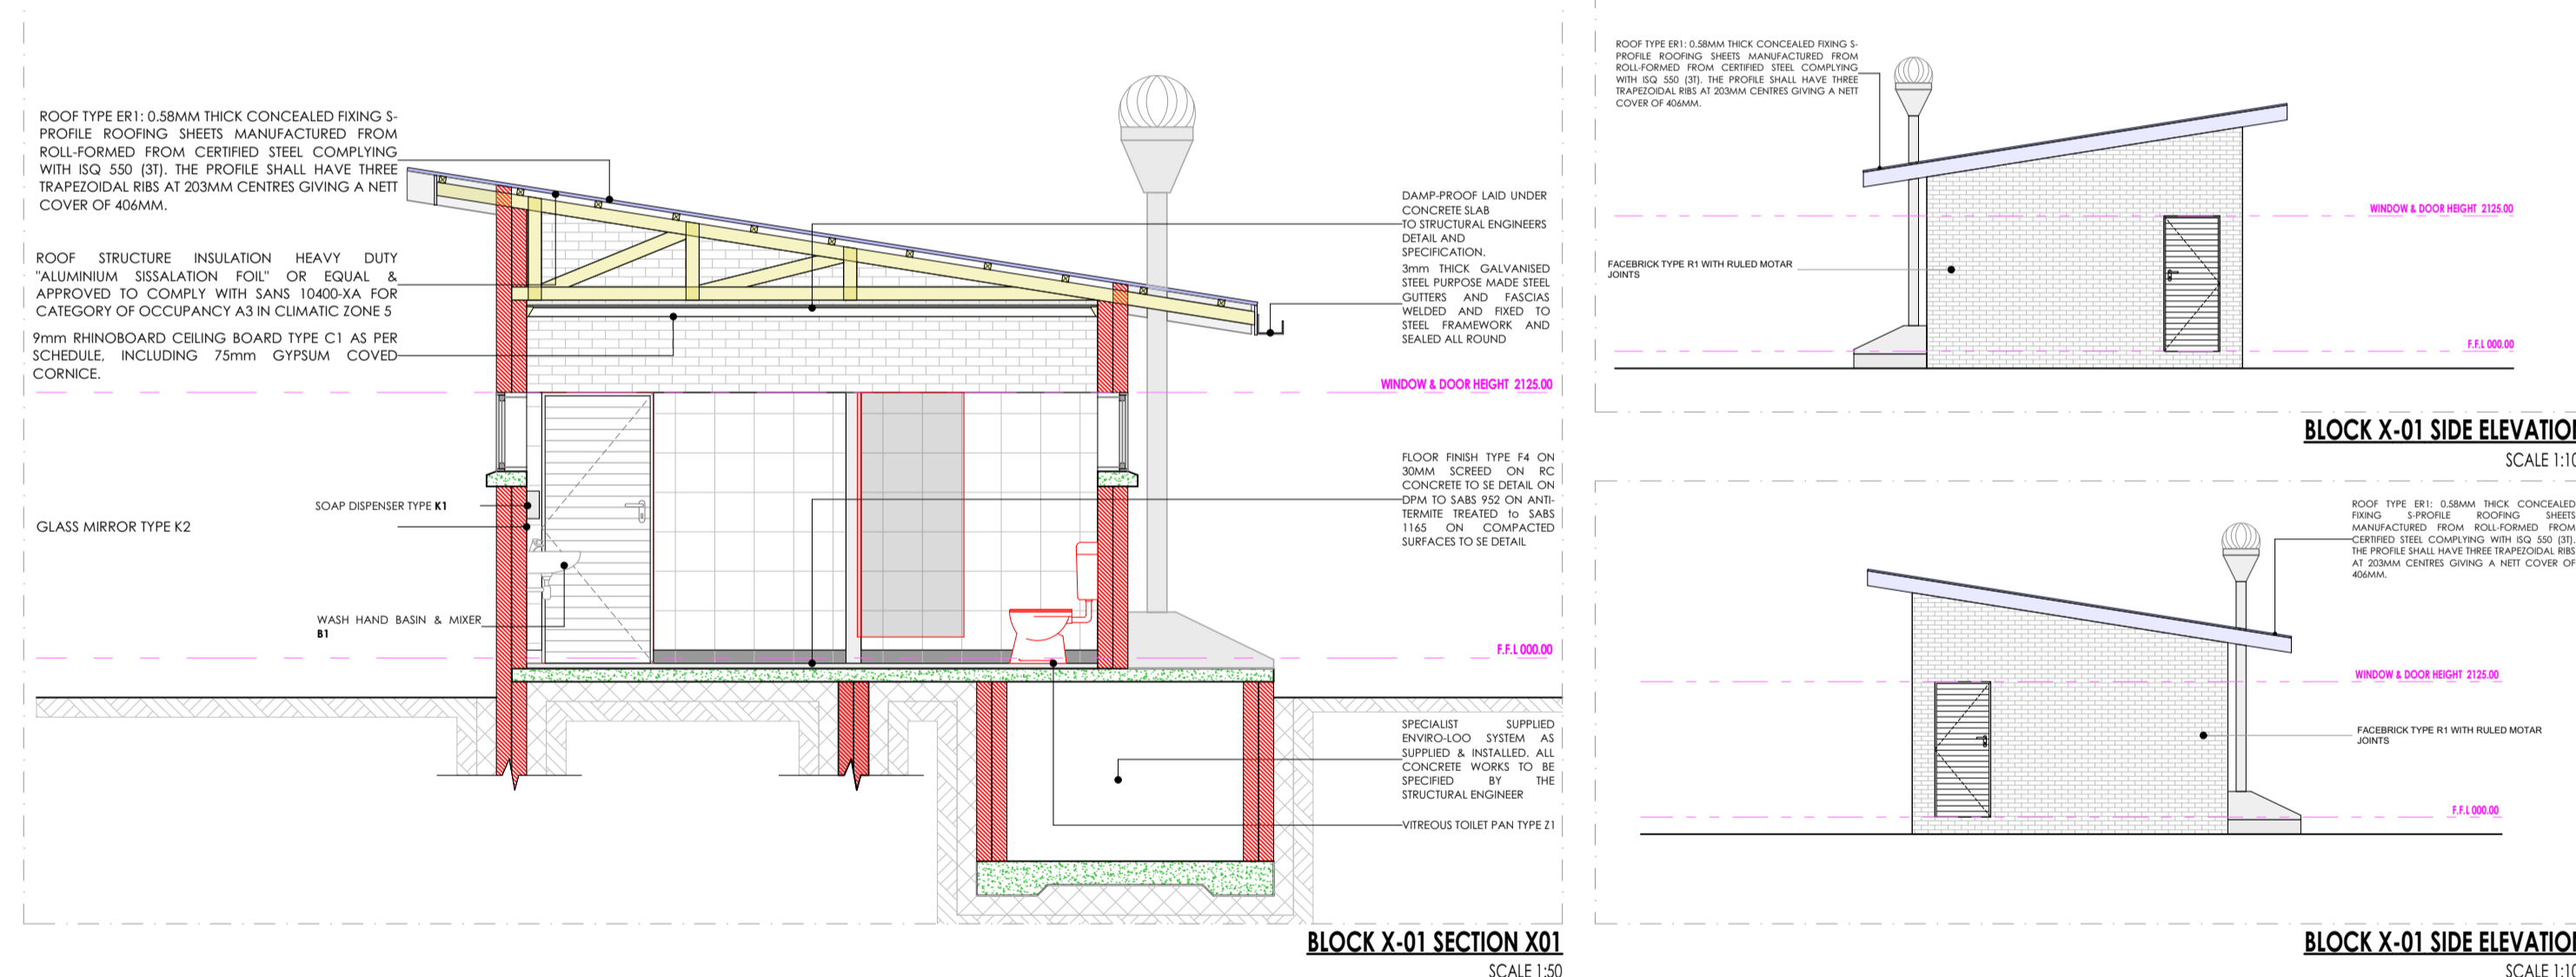 ROOF TYPE ER1: 0.58MM THICK CONCEALED FIXING S-
PROFILE ROOFING SHEETS MANUFACTURED FROM
ROLL-FORMED FROM CERTIFIED STEEL COMPLYING
WITH ISQ 550 (3T). THE PROFILE SHALL HAVE THREE
TRAPEZOIDAL RIBS AT 203MM CENTRES GIVING A NETT
COVER OF 406MM.
ROOF STRUCTURE INSULATION HEAVY DUTY
"ALUMINIUM SISSALATION FOIL" OR EQUAL &
APPROVED TO COMPLY WITH SANS 10400-XA FOR
CATEGORY OF OCCUPANCY A3 IN CLIMATIC ZONE 5
9mm RHINOBOARD CEILING BOARD TYPE C1 AS PER
SCHEDULE, INCLUDING 75mm GYPSUM COVED
CORNICE.
SOAP DISPENSER TYPE K1
GLASS MIRROR TYPE K2
WASH HAND BASIN & MIXER
B1
DAMP-PROOF LAID UNDER
CONCRETE SLAB
TO STRUCTURAL ENGINEERS
DETAIL AND
SPECIFICATION.
3mm THICK GALVANISED
STEEL PURPOSE MADE STEEL
GUTTERS AND FASCIAS
WELDED AND FIXED TO
STEEL FRAMEWORK AND
SEALED ALL ROUND
WINDOW & DOOR HEIGHT 2125.00
FLOOR FINISH TYPE F4 ON
30MM SCREED ON RC
CONCRETE TO SE DETAIL ON
DPM TO SABS 952 ON ANTI-
TERMITE TREATED to SABS
1165 ON COMPACTED
SURFACES TO SE DETAIL
F.F.L 000.00
SPECIALIST SUPPLIED
ENVIRO-LOO SYSTEM AS
SUPPLIED & INSTALLED. ALL
CONCRETE WORKS TO BE
SPECIFIED BY THE
STRUCTURAL ENGINEER
VITREOUS TOILET PAN TYPE Z1
BLOCK X-01 SECTION X01
SCALE 1:50
ROOF TYPE ER1: 0.58MM THICK CONCEALED FIXING S-
PROFILE ROOFING SHEETS MANUFACTURED FROM
ROLL-FORMED FROM CERTIFIED STEEL COMPLYING
WITH ISQ 550 (3T). THE PROFILE SHALL HAVE THREE
TRAPEZOIDAL RIBS AT 203MM CENTRES GIVING A NETT
COVER OF 406MM.
WINDOW & DOOR HEIGHT 2125.00
FACEBRICK TYPE R1 WITH RULED MOTAR
JOINTS
F.F.L 000.00
BLOCK X-01 SIDE ELEVATIO
SCALE 1:10
ROOF TYPE ER1: 0.58MM THICK CONCEALED
FIXING S-PROFILE ROOFING SHEETS
MANUFACTURED FROM ROLL-FORMED FROM
CERTIFIED STEEL COMPLYING WITH ISQ 550 (3T).
THE PROFILE SHALL HAVE THREE TRAPEZOIDAL RIBS
AT 203MM CENTRES GIVING A NETT COVER OF
406MM.
WINDOW & DOOR HEIGHT 2125.00
FACEBRICK TYPE R1 WITH RULED MOTAR
JOINTS
F.F.L 000.00
BLOCK X-01 SIDE ELEVATIO
SCALE 1:10